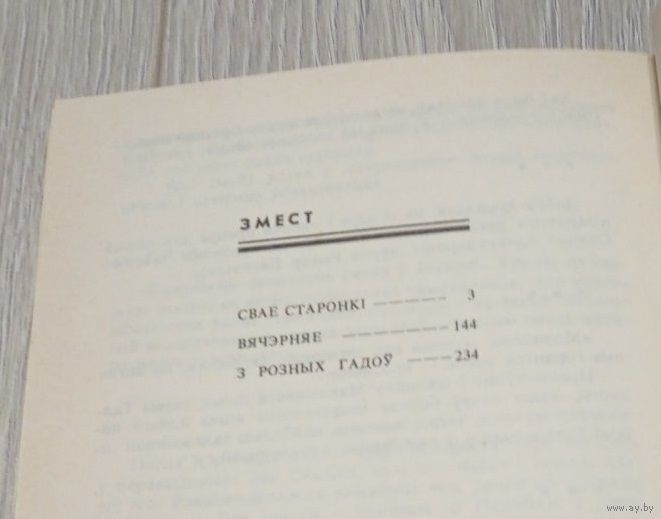 ЗМЕСТ
СВАЕ СТАРОНКІ ————— 3
ВЯЧЭРНЯЕ —————— 144
З РОЗНЫХ ГАДОЎ ——— 234
www.ay.by